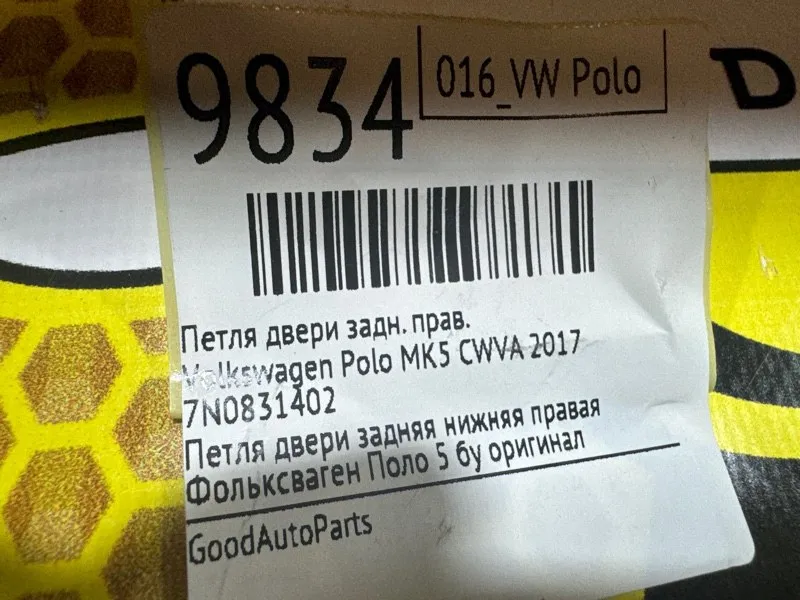 9834
016_VW Polo
D
Петля двери задн. прав.
Volkswagen Polo MK5 CWVA 2017
7N0831402
Петля двери задняя нижняя правая
Фольксваген Поло 5 бу оригинал
GoodAutoParts